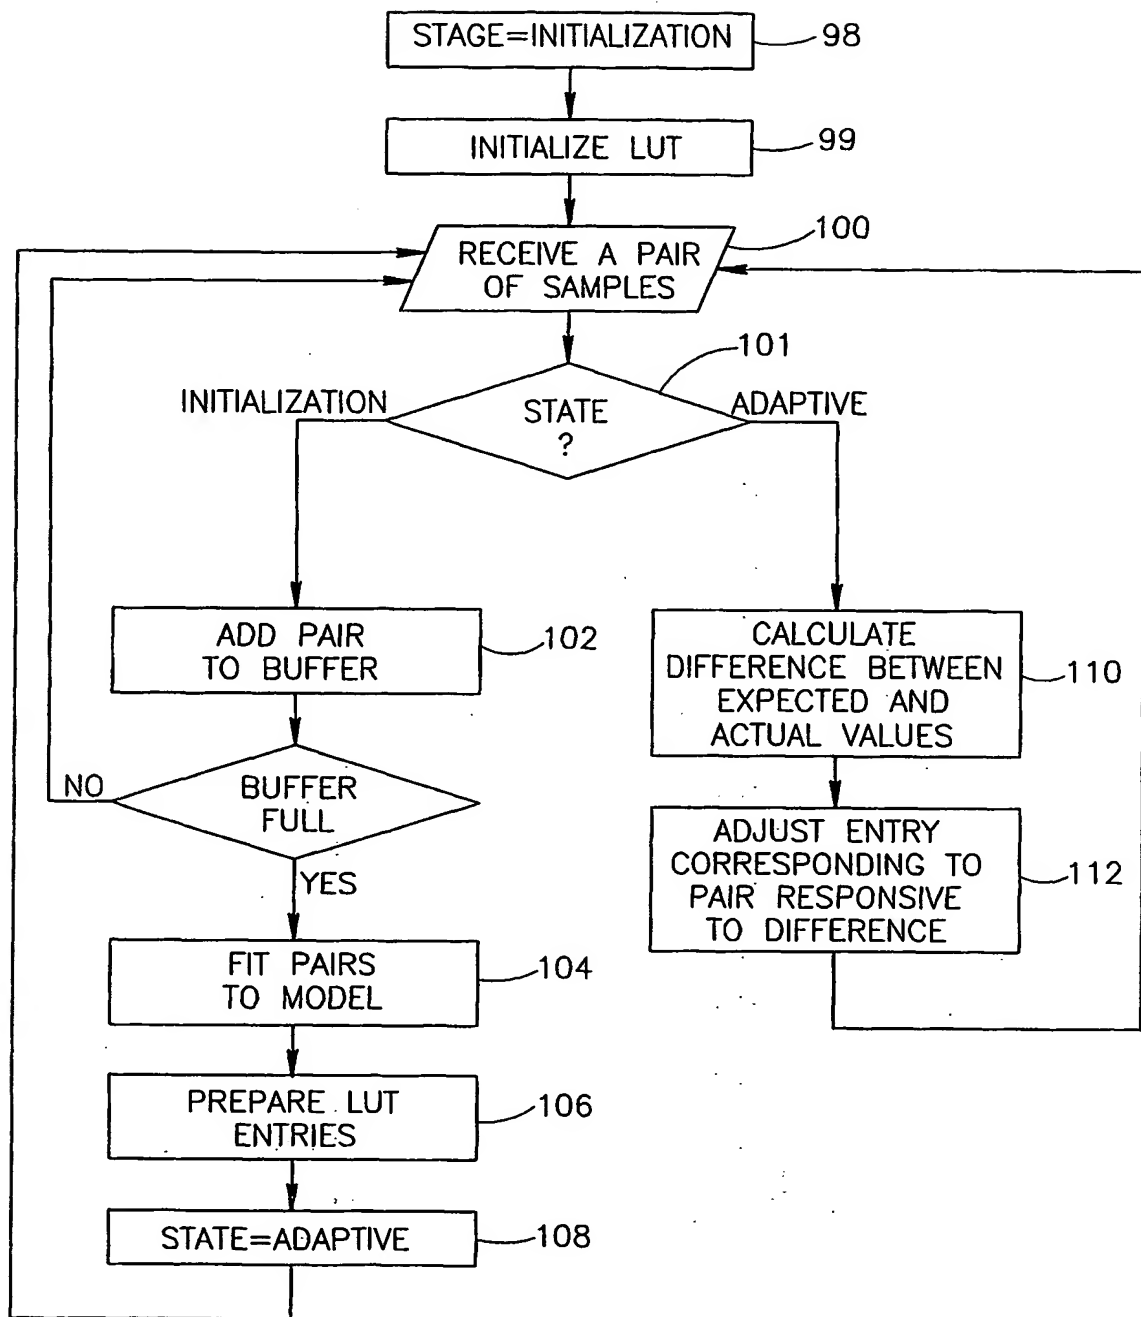 STAGE=INITIALIZATION
98
INITIALIZE LUT
99
RECEIVE A PAIR
OF SAMPLES
100
101
INITIALIZATION
STATE
?
ADAPTIVE
ADD PAIR
TO BUFFER
102
CALCULATE
DIFFERENCE BETWEEN
EXPECTED AND
ACTUAL VALUES
110
NO
BUFFER
FULL
YES
ADJUST ENTRY
CORRESPONDING TO
PAIR RESPONSIVE
TO DIFFERENCE
112
FIT PAIRS
TO MODEL
104
PREPARE LUT
ENTRIES
106
STATE=ADAPTIVE
108